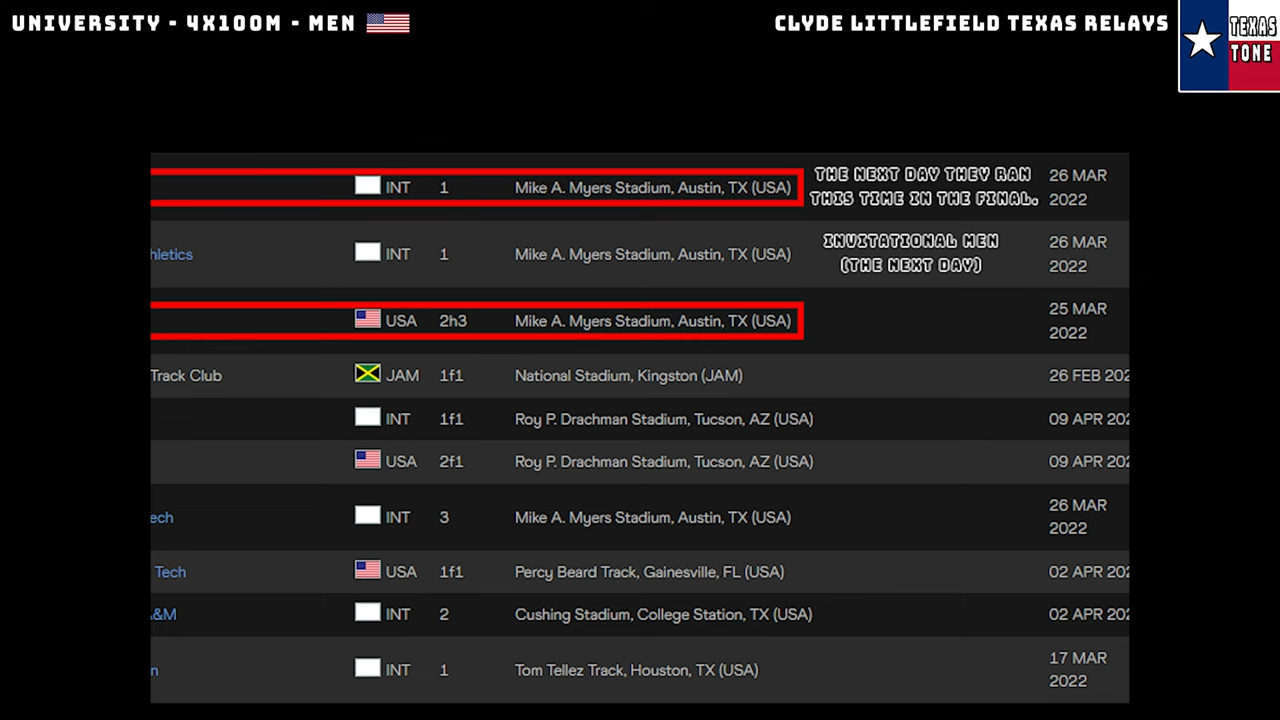 UNIVERSITY - 4X100M - MEN
CLYDE LITTLEFIELD TEXAS RELAYS
TEXAS
TONE
INT 1 Mike A. Myers Stadium, Austin, TX (USA) THE NEXT DAY THEY RAN THIS TIME IN THE FINAL. 26 MAR 2022
hletics INT 1 Mike A. Myers Stadium, Austin, TX (USA) INVITATIONAL MEN (THE NEXT DAY) 26 MAR 2022
USA 2h3 Mike A. Myers Stadium, Austin, TX (USA) 25 MAR 2022
Track Club JAM 1f1 National Stadium, Kingston (JAM) 26 FEB 202
INT 1f1 Roy P. Drachman Stadium, Tucson, AZ (USA) 09 APR 202
USA 2f1 Roy P. Drachman Stadium, Tucson, AZ (USA) 09 APR 202
ech INT 3 Mike A. Myers Stadium, Austin, TX (USA) 26 MAR 2022
Tech USA 1f1 Percy Beard Track, Gainesville, FL (USA) 02 APR 202
&M INT 2 Cushing Stadium, College Station, TX (USA) 02 APR 202
n INT 1 Tom Tellez Track, Houston, TX (USA) 17 MAR 2022